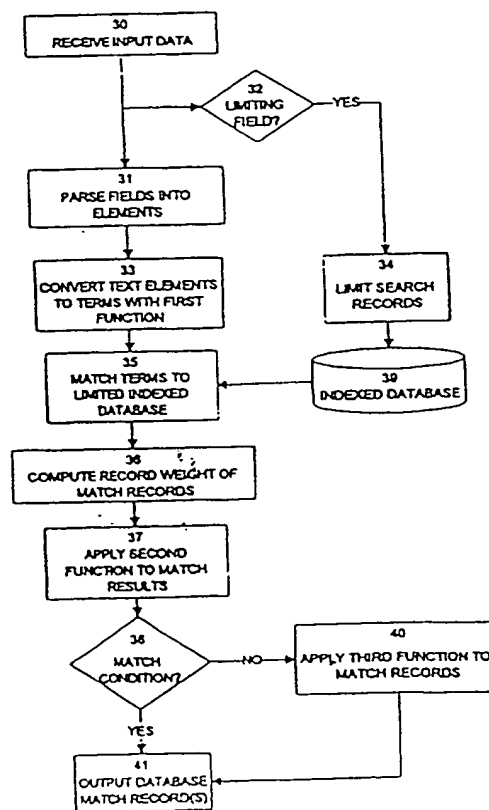 30
RECEIVE INPUT DATA
32
LIMITING
FIELD?
YES
31
PARSE FIELDS INTO
ELEMENTS
33
CONVERT TEXT ELEMENTS
TO TERMS WITH FIRST
FUNCTION
34
LIMIT SEARCH
RECORDS
35
MATCH TERMS TO
LIMITED INDEXED
DATABASE
39
INDEXED DATABASE
36
COMPUTE RECORD WEIGHT OF
MATCH RECORDS
37
APPLY SECOND
FUNCTION TO MATCH
RESULTS
38
MATCH
CONDITION?
NO
40
APPLY THIRD FUNCTION TO
MATCH RECORDS
YES
41
OUTPUT DATABASE
MATCH RECORD(S)